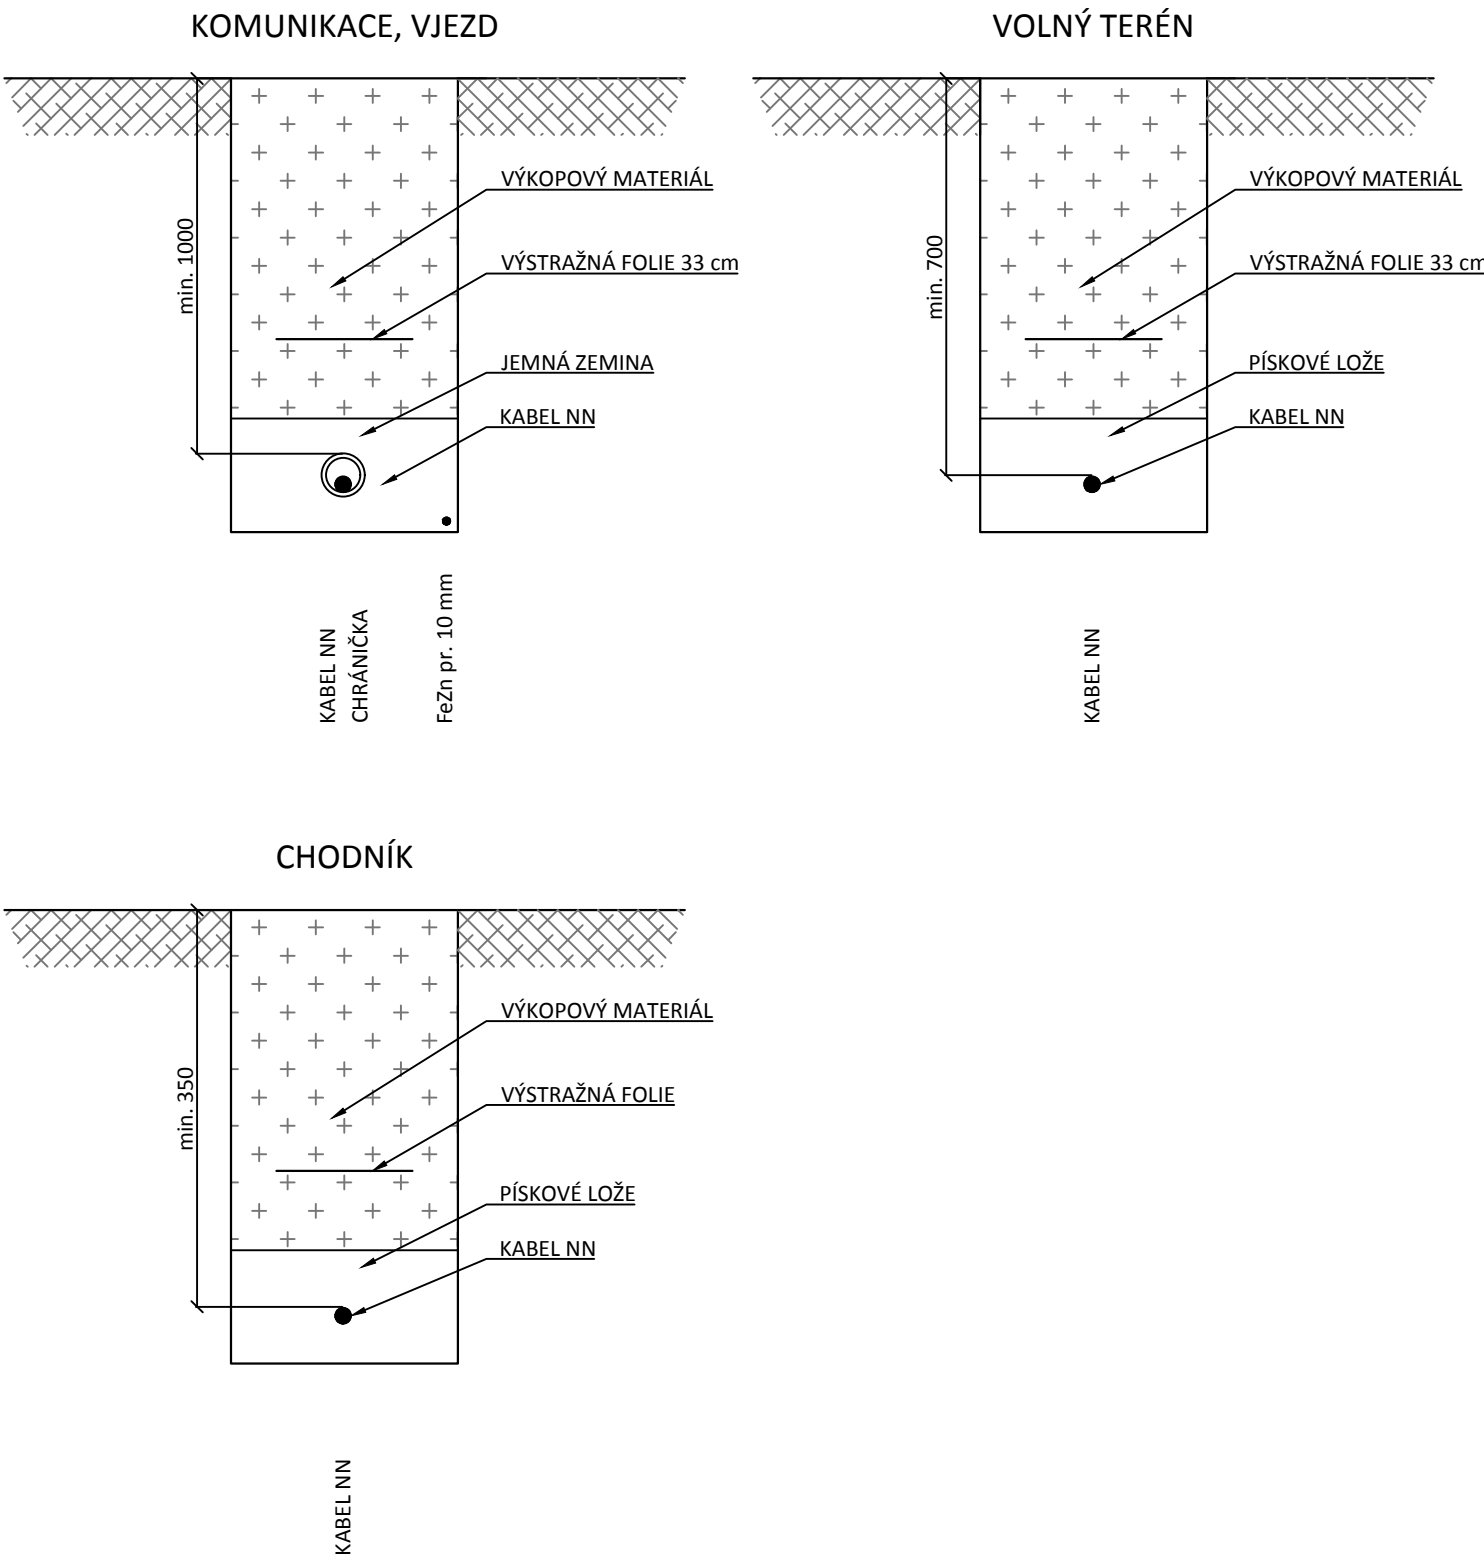 KOMUNIKACE, VJEZD
min. 1000
VÝKOPOVÝ MATERIÁL
VÝSTRAŽNÁ FOLIE 33 cm
JEMNÁ ZEMINA
KABEL NN
KABEL NN
CHRÁNIČKA
FeZn pr. 10 mm
VOLNÝ TERÉN
min. 700
VÝKOPOVÝ MATERIÁL
VÝSTRAŽNÁ FOLIE 33 cm
PÍSKOVÉ LOŽE
KABEL NN
KABEL NN
CHODNÍK
min. 350
VÝKOPOVÝ MATERIÁL
VÝSTRAŽNÁ FOLIE
PÍSKOVÉ LOŽE
KABEL NN
KABEL NN